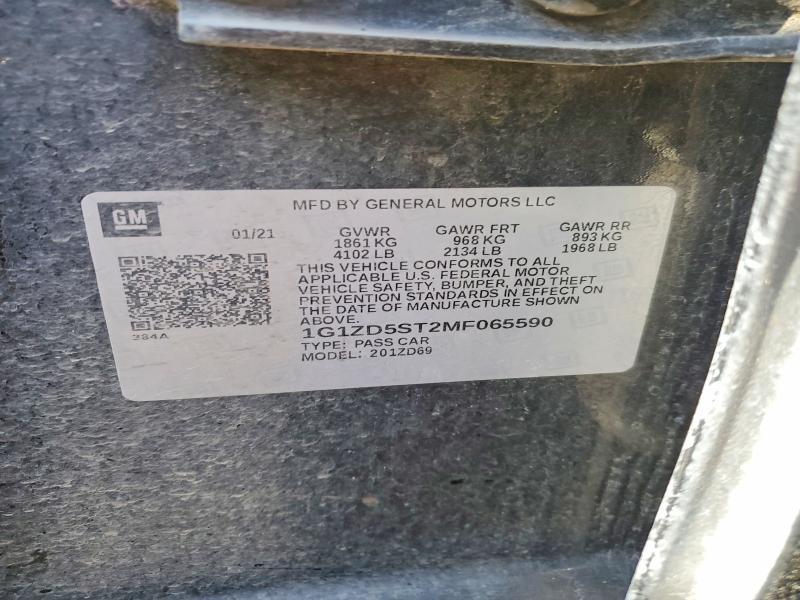 GM
MFD BY GENERAL MOTORS LLC
01/21 GVWR GAWR FRT GAWR RR
1861 KG 968 KG 893 KG
4102 LB 2134 LB 1968 LB
THIS VEHICLE CONFORMS TO ALL
APPLICABLE U.S. FEDERAL MOTOR
VEHICLE SAFETY, BUMPER, AND THEFT
PREVENTION STANDARDS IN EFFECT ON
THE DATE OF MANUFACTURE SHOWN
ABOVE.
1G1ZD5ST2MF065590
TYPE: PASS CAR
MODEL: 201ZD69
384A